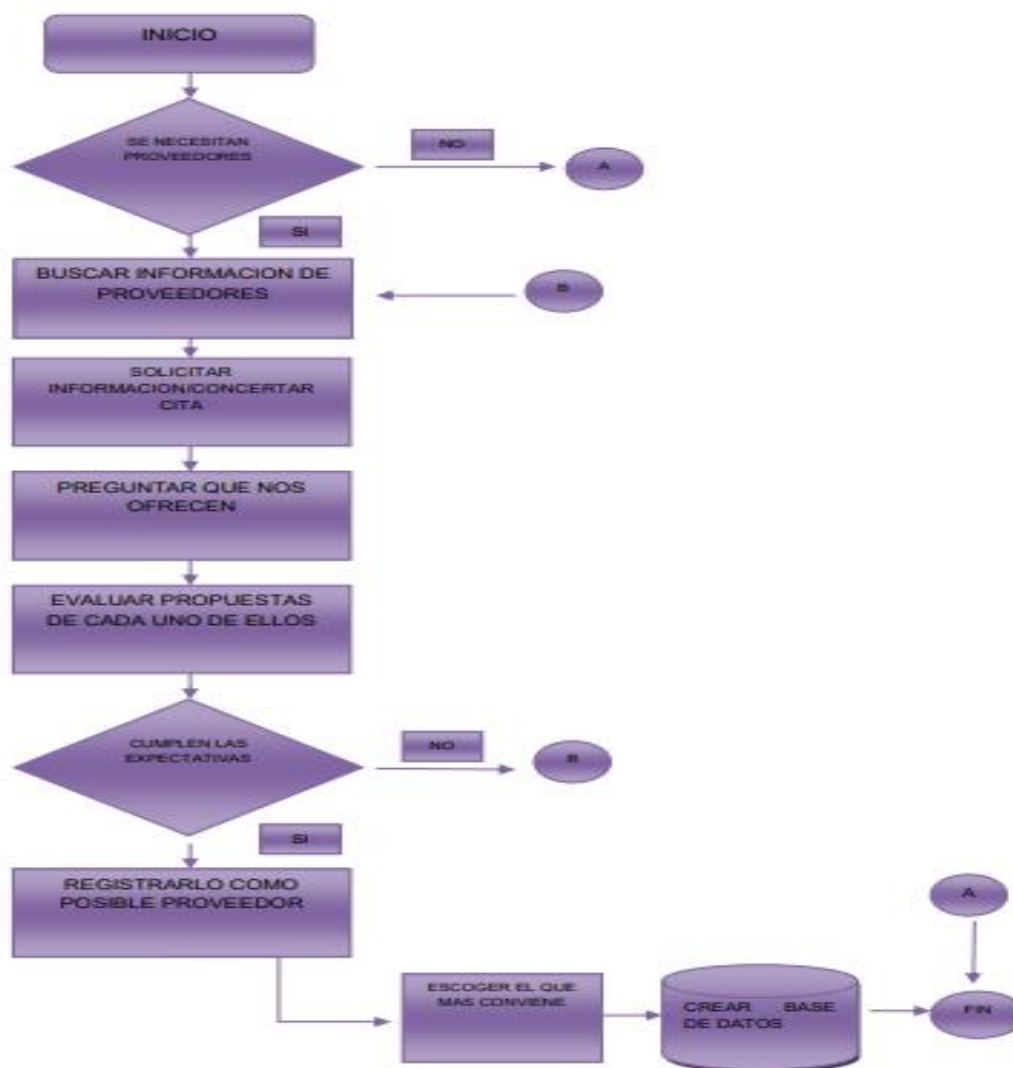 INICIO
SE NECESITAN
PROVEEDORES
NO
A
SI
BUSCAR INFORMACION DE
PROVEEDORES
B
SOLICITAR
INFORMACION/CONCERTAR
CITA
PREGUNTAR QUE NOS
OFRECEN
EVALUAR PROPUESTAS
DE CADA UNO DE ELLOS
CUMPLEN LAS
EXPECTATIVAS
NO
B
SI
REGISTRARLO COMO
POSIBLE PROVEEDOR
A
ESCOGER EL QUE
MAS CONVIENE
CREAR BASE
DE DATOS
FIN